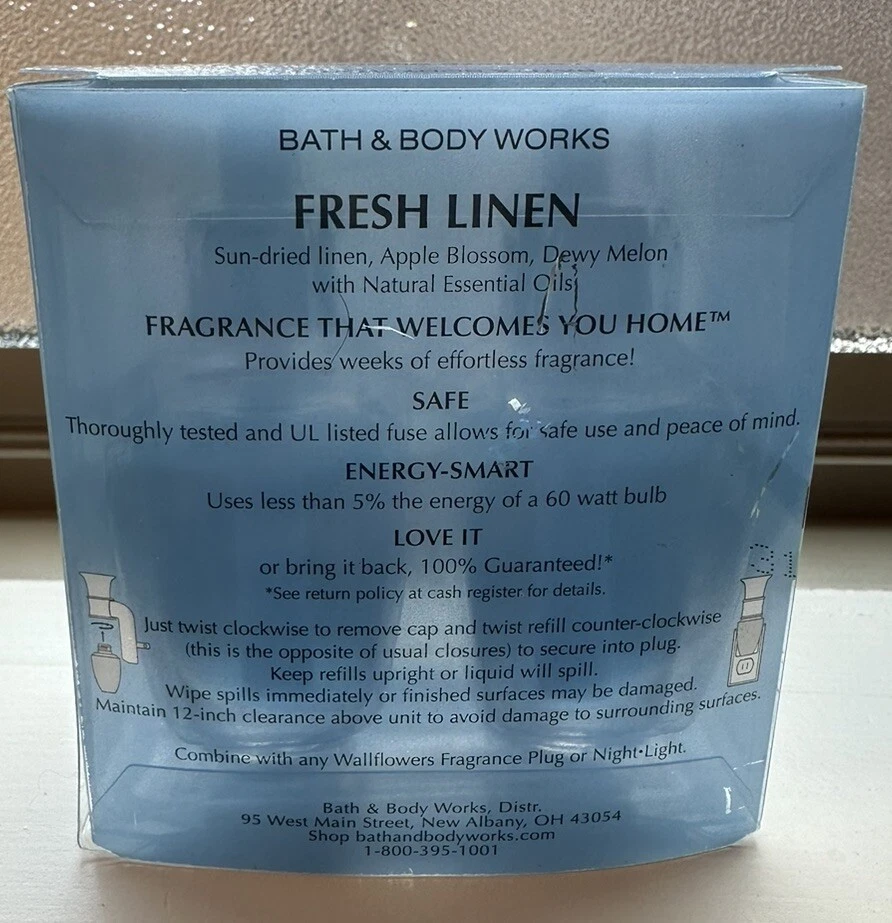 BATH & BODY WORKS
FRESH LINEN
Sun-dried linen, Apple Blossom, Dewy Melon
with Natural Essential Oils
FRAGRANCE THAT WELCOMES YOU HOME™
Provides weeks of effortless fragrance!
SAFE
Thoroughly tested and UL listed fuse allows for safe use and peace of mind.
ENERGY-SMART
Uses less than 5% the energy of a 60 watt bulb
LOVE IT
or bring it back, 100% Guaranteed!*
*See return policy at cash register for details.
31
Just twist clockwise to remove cap and twist refill counter-clockwise
(this is the opposite of usual closures) to secure into plug.
Keep refills upright or liquid will spill.
Wipe spills immediately or finished surfaces may be damaged.
Maintain 12-inch clearance above unit to avoid damage to surrounding surfaces.
Combine with any Wallflowers Fragrance Plug or Night•Light.
Bath & Body Works, Distr.
95 West Main Street, New Albany, OH 43054
Shop bathandbodyworks.com
1-800-395-1001